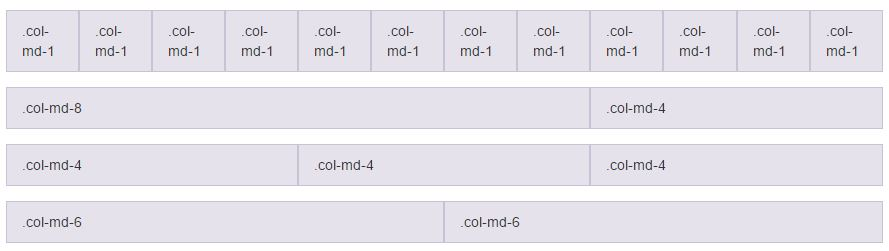 .col- .col- .col- .col- .col- .col- .col- .col- .col- .col- .col- .col-
md-1 md-1 md-1 md-1 md-1 md-1 md-1 md-1 md-1 md-1 md-1 md-1
.col-md-8 .col-md-4
.col-md-4 .col-md-4 .col-md-4
.col-md-6 .col-md-6